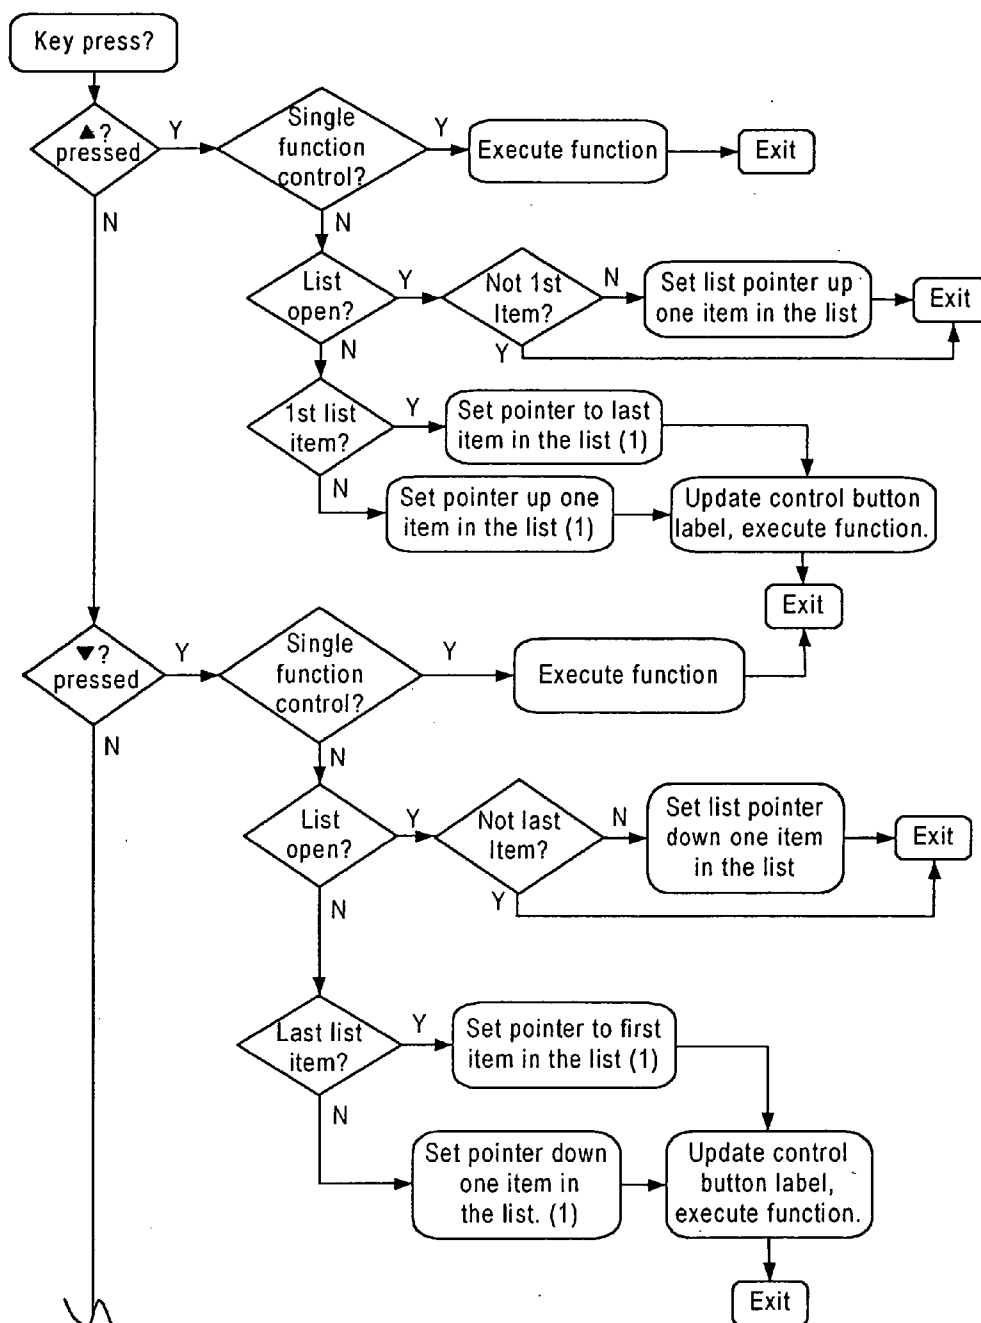 Key press?
▲?
pressed
Y
Single
function
control?
Y
Execute function
Exit
N
N
List
open?
Y
Not 1st
Item?
N
Set list pointer up
one item in the list
Exit
Y
N
1st list
item?
Y
Set pointer to last
item in the list (1)
N
Set pointer up one
item in the list (1)
Update control button
label, execute function.
Exit
▼?
pressed
Y
Single
function
control?
Y
Execute function
N
N
List
open?
Y
Not last
Item?
N
Set list pointer
down one item
in the list
Exit
Y
N
Last list
item?
Y
Set pointer to first
item in the list (1)
N
Set pointer down
one item in
the list. (1)
Update control
button label,
execute function.
Exit